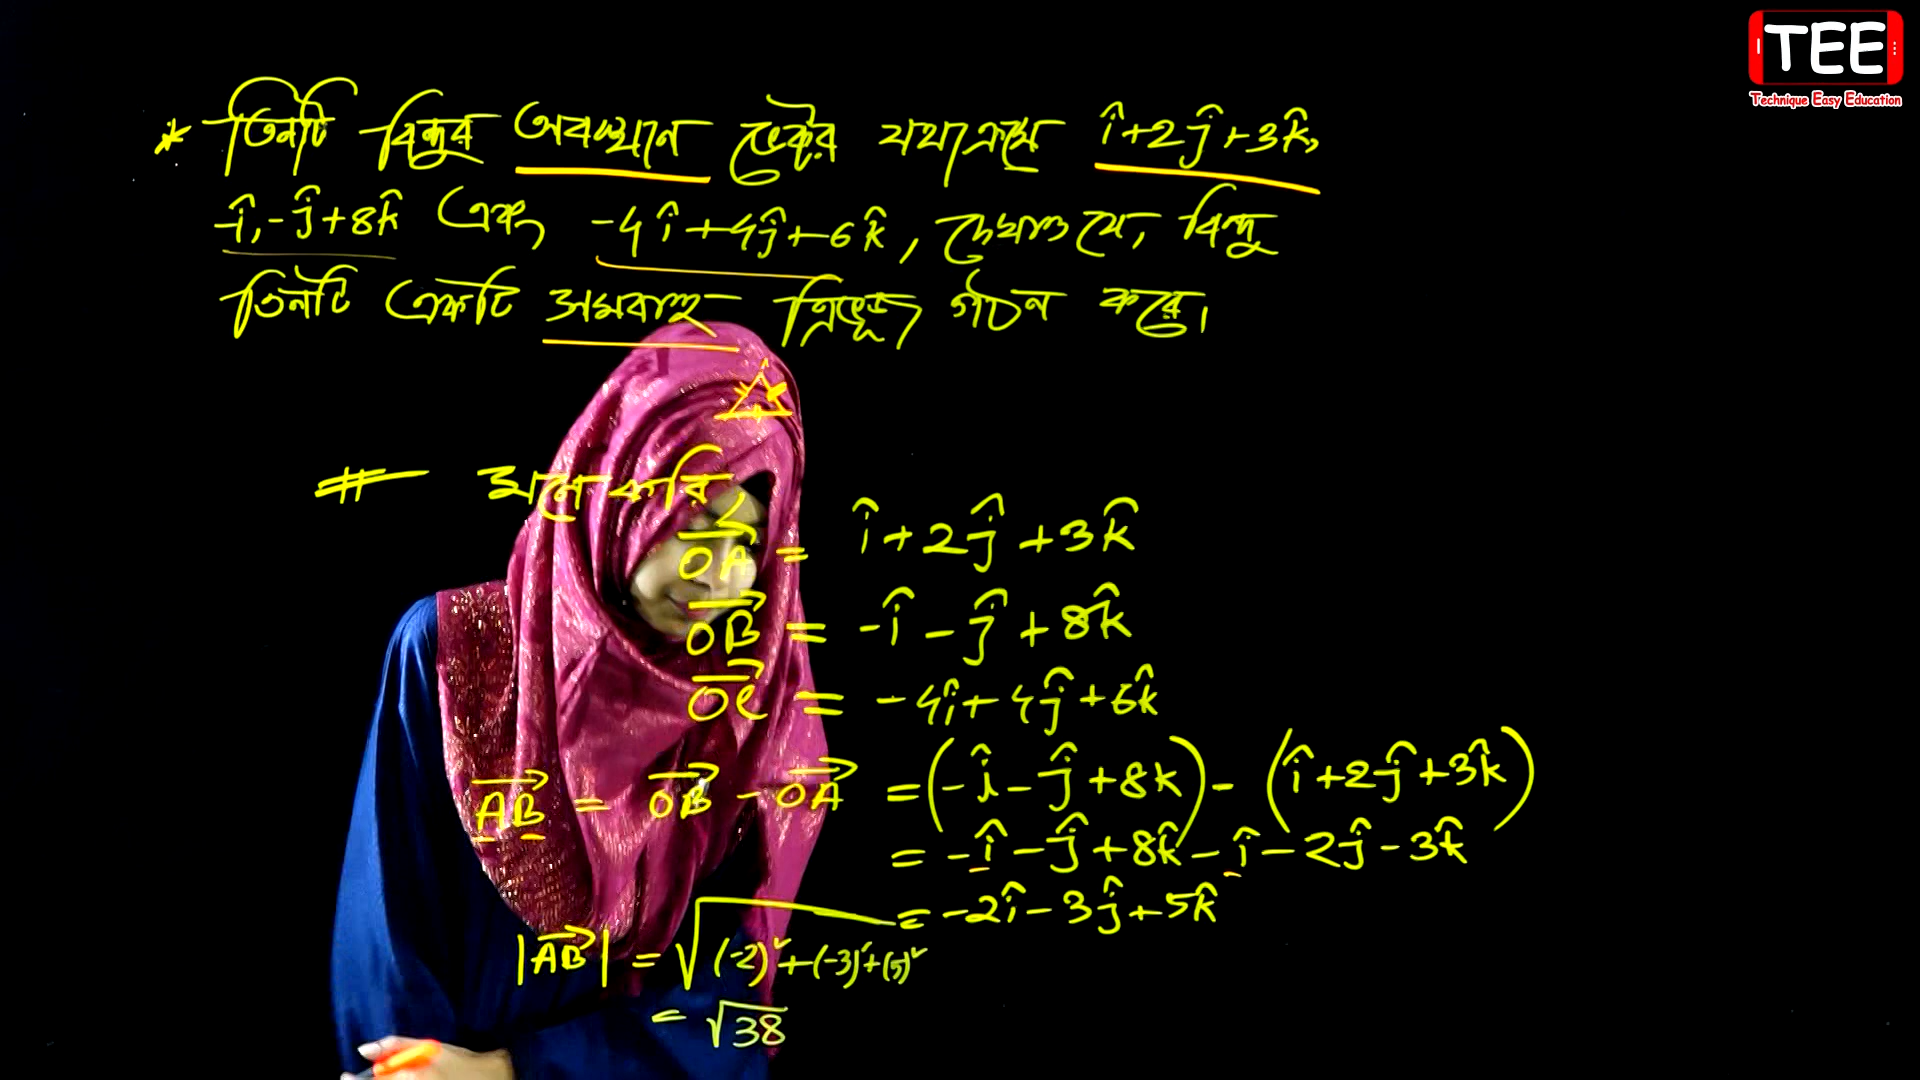 TEE
Technique Easy Education
* তিনটি বিন্দুর অবস্থান ভেক্টর যথাক্রমে î+2ĵ+3k̂,
-î,-ĵ+8k̂ এবং -4î+4ĵ+6k̂, দেখাও যে, বিন্দু
তিনটি একটি সমবাহু ত্রিভুজ গঠন করে।
# মনে করি,
OA⃗ = î+2ĵ+3k̂
OB⃗ = -î-ĵ+8k̂
OC⃗ = -4î+4ĵ+6k̂
AB⃗ = OB⃗ - OA⃗ = (-î-ĵ+8k) - (î+2ĵ+3k̂)
= -î-ĵ+8k̂-î-2ĵ-3k̂
= -2î-3ĵ+5k̂
|AB⃗| = √(-2)²+(-3)²+(5)²
= √38